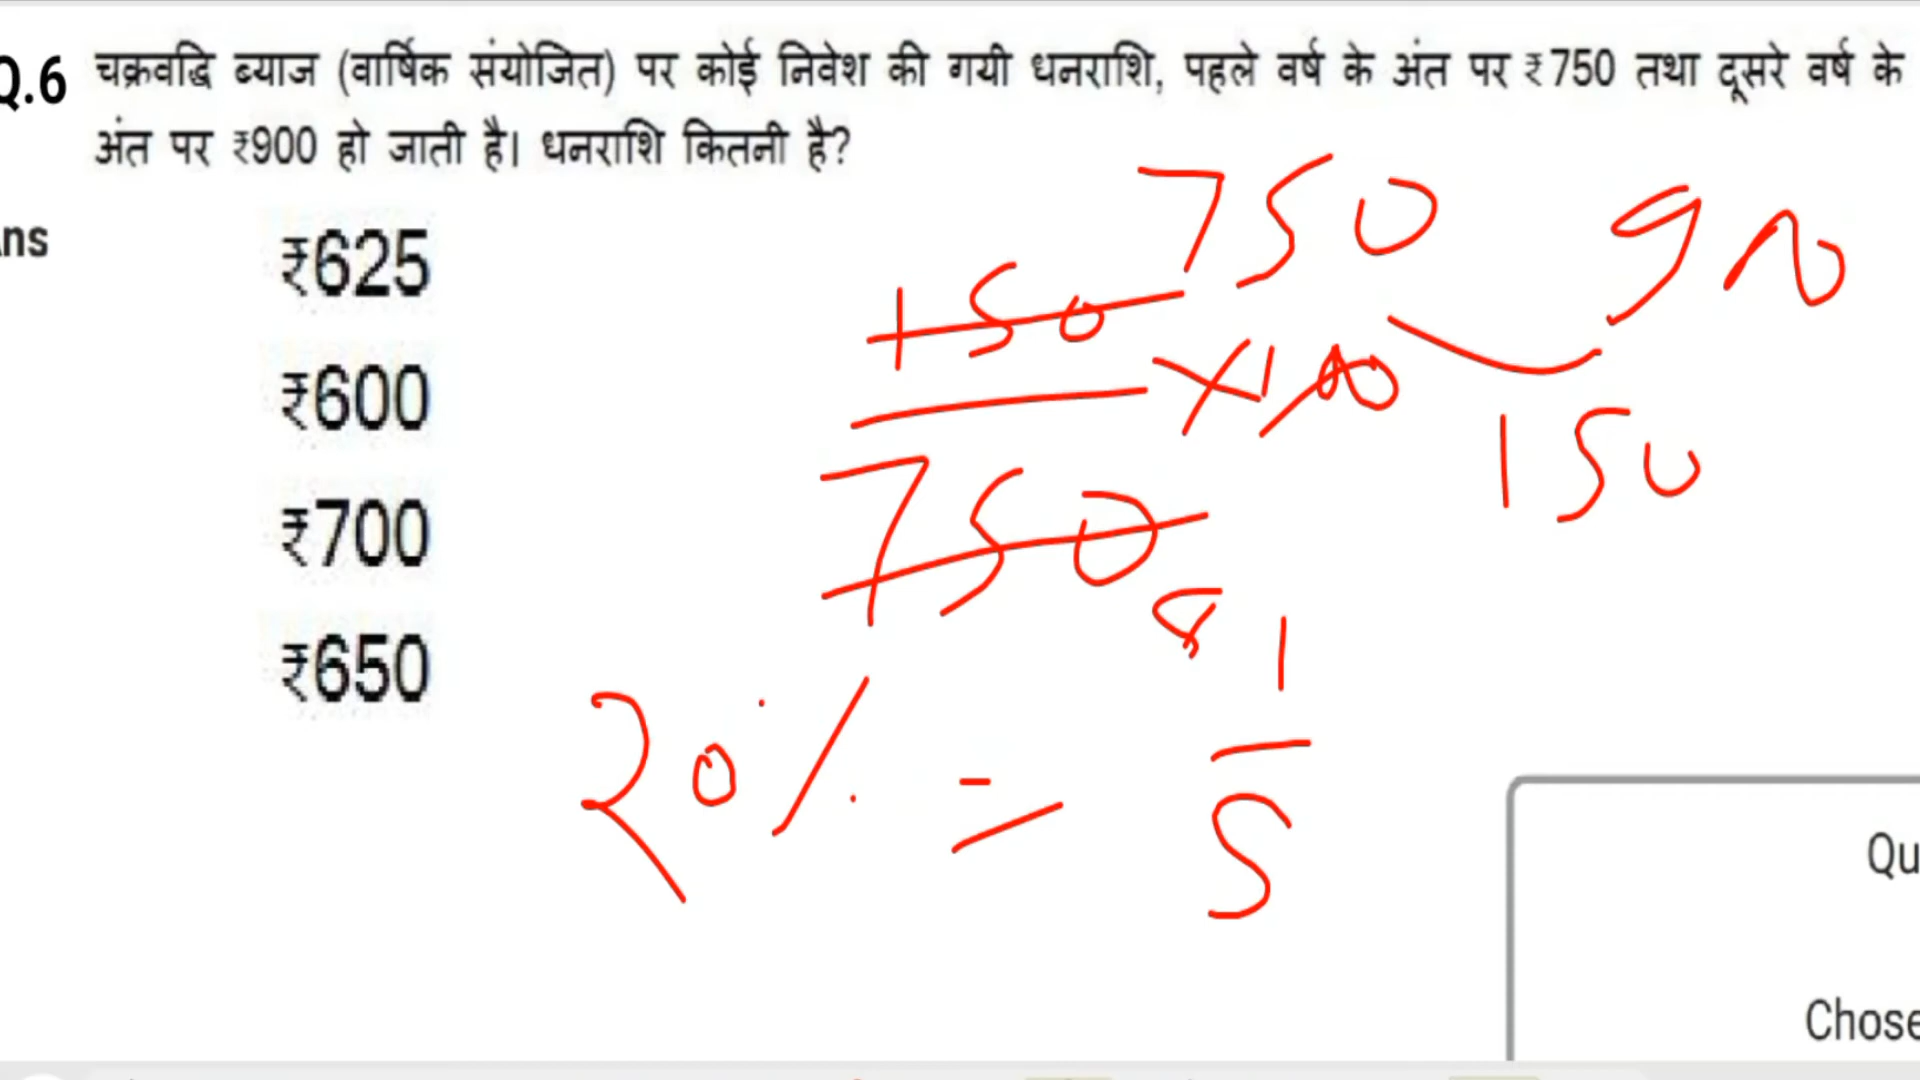 Q.6 चक्रवद्धि ब्याज (वार्षिक संयोजित) पर कोई निवेश की गयी धनराशि, पहले वर्ष के अंत पर ₹750 तथा दूसरे वर्ष के
अंत पर ₹900 हो जाती है। धनराशि कितनी है?
ns
₹625
₹600
₹700
₹650
750 900
150 ×100
750
150
20% = 1
5
Qu
Chose